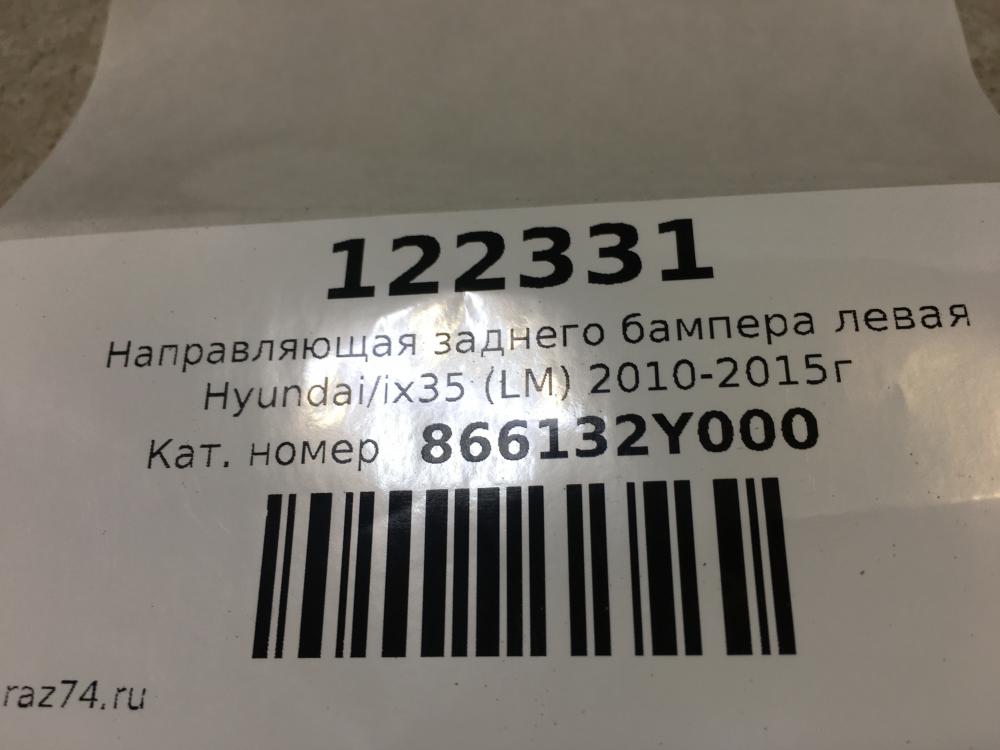 122331
Направляющая заднего бампера левая
Hyundai/ix35 (LM) 2010-2015г
Кат. номер 866132Y000
raz74.ru